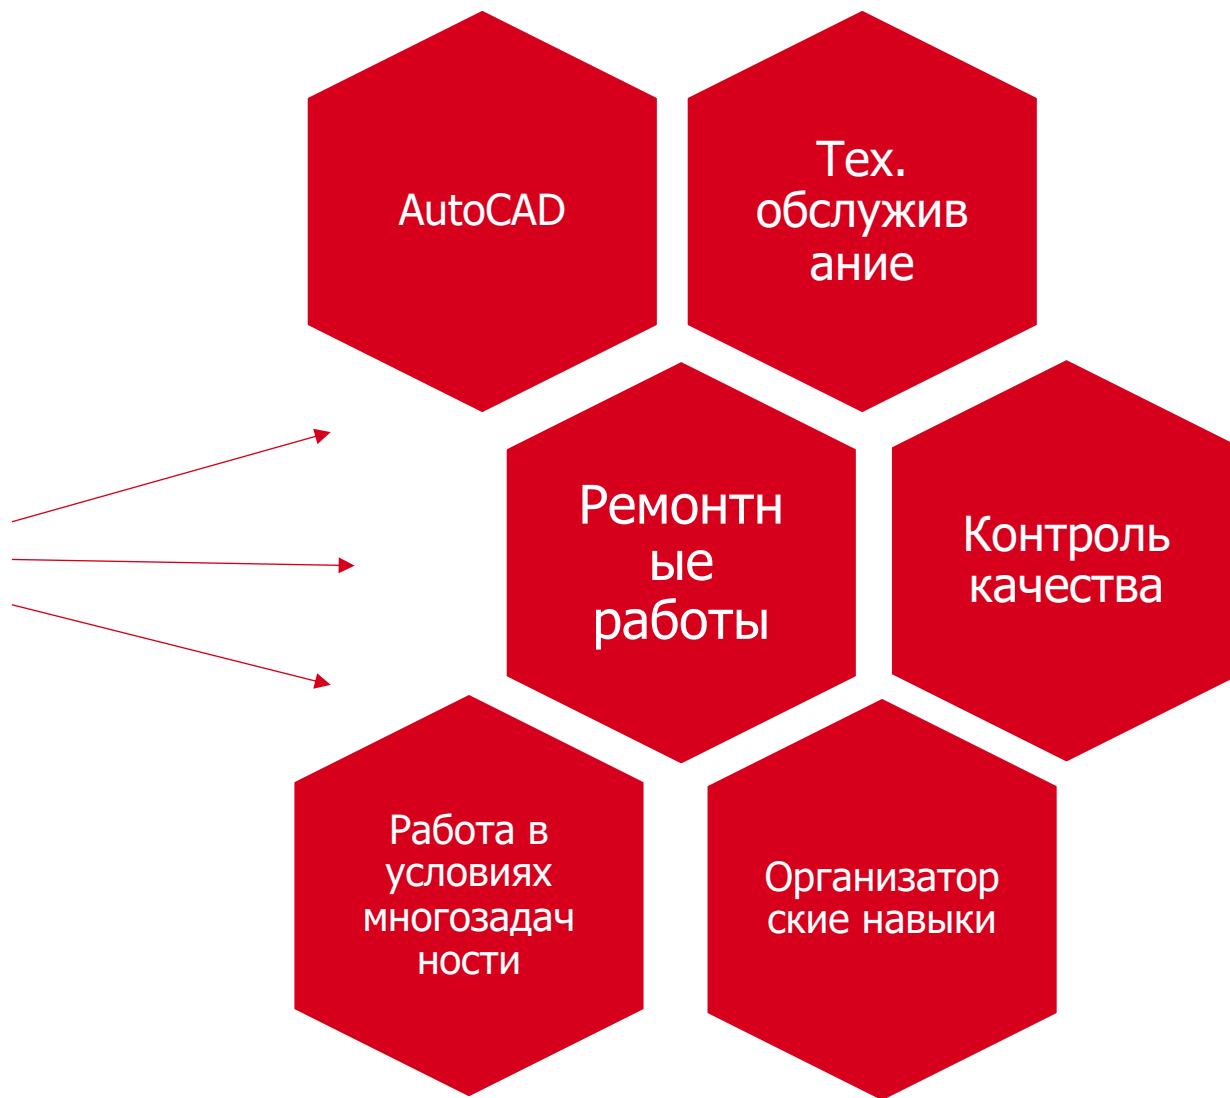 AutoCAD
Тех.
обслужив
ание
Ремонтн
ые
работы
Контроль
качества
Работа в
условиях
многозадач
ности
Организатор
ские навыки